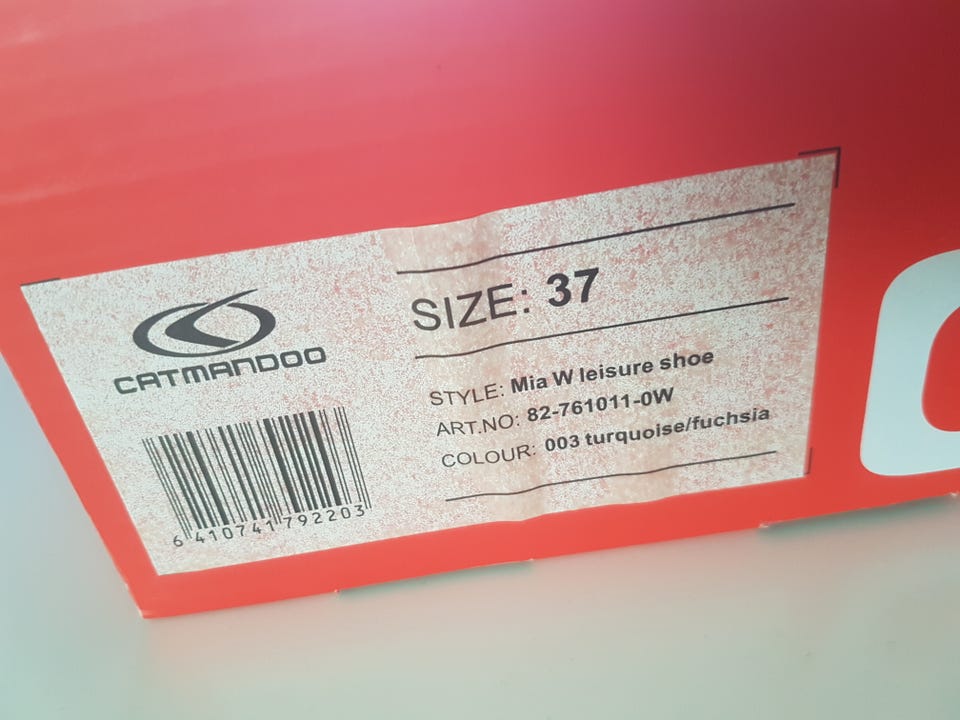 CATMANDOO
6 410741 792203
SIZE: 37
STYLE: Mia W leisure shoe
ART.NO: 82-761011-0W
COLOUR: 003 turquoise/fuchsia